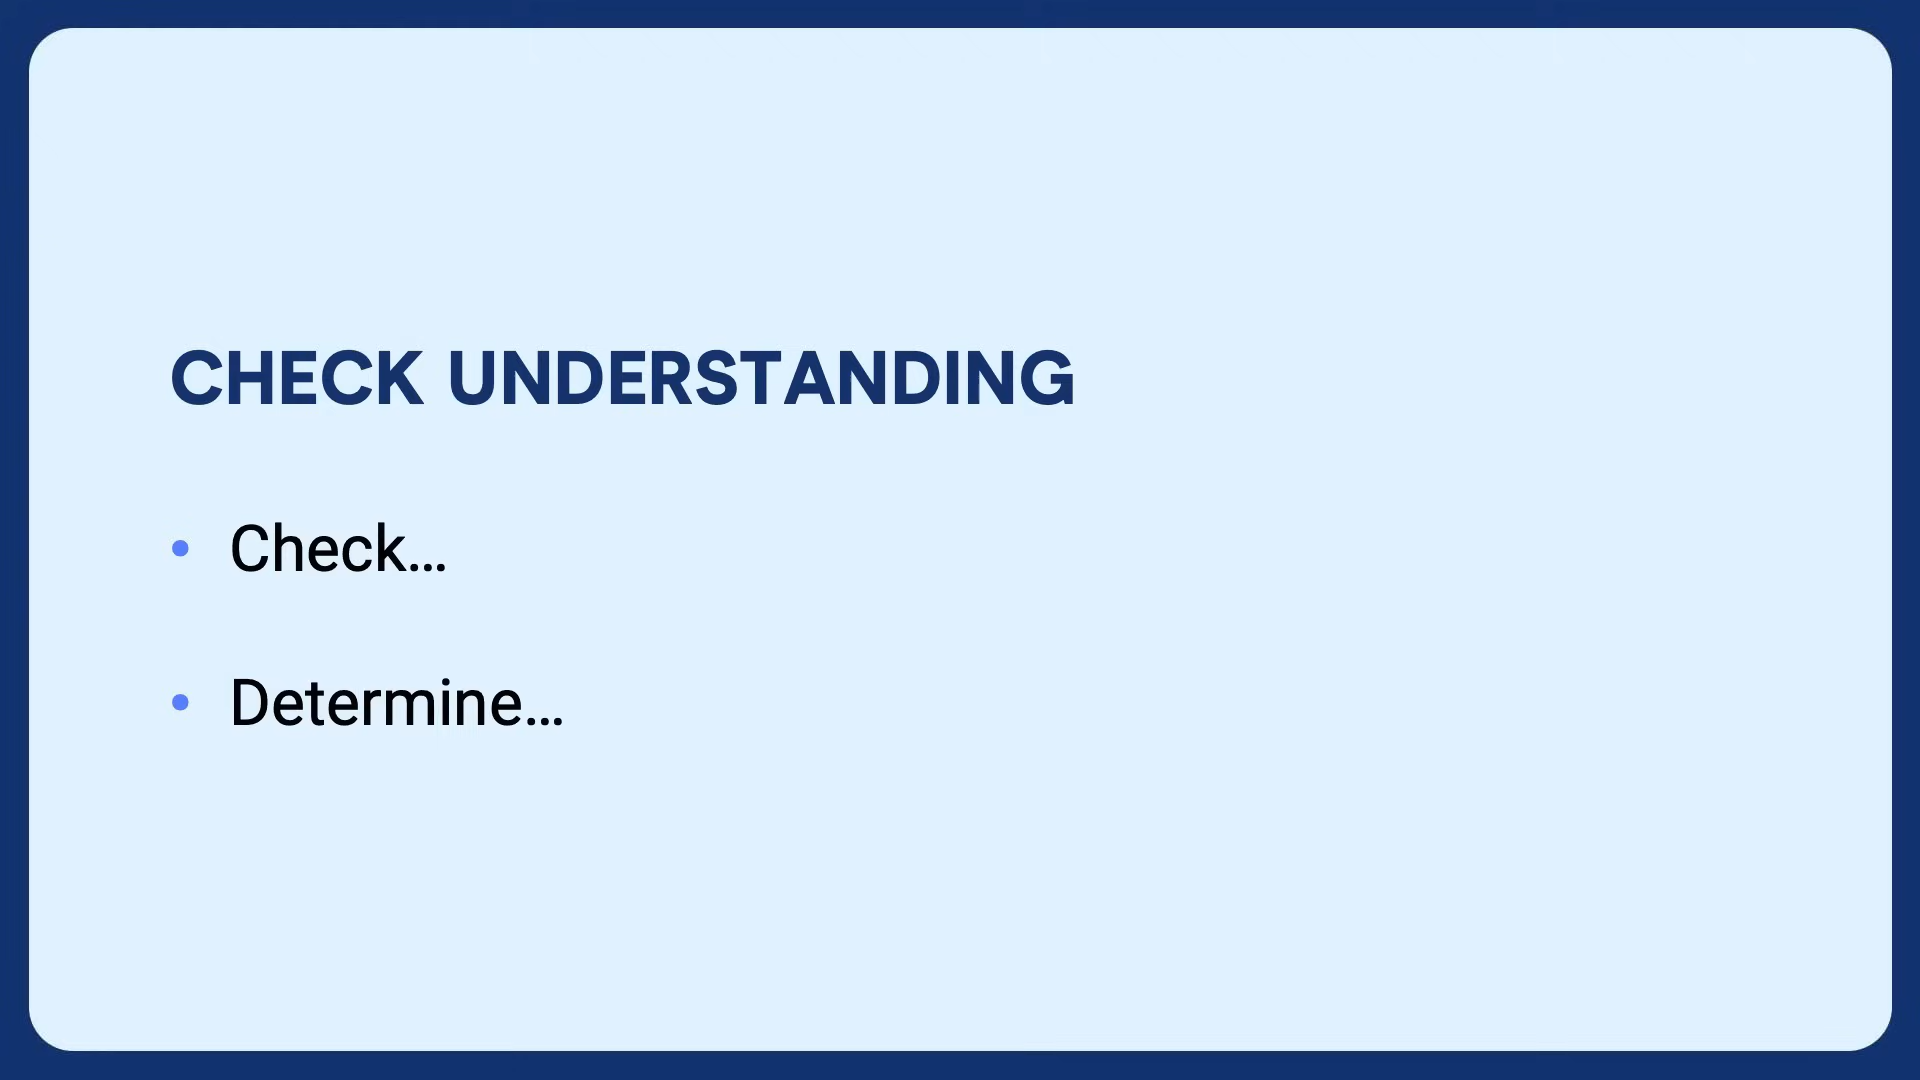 CHECK UNDERSTANDING
• Check…
• Determine…